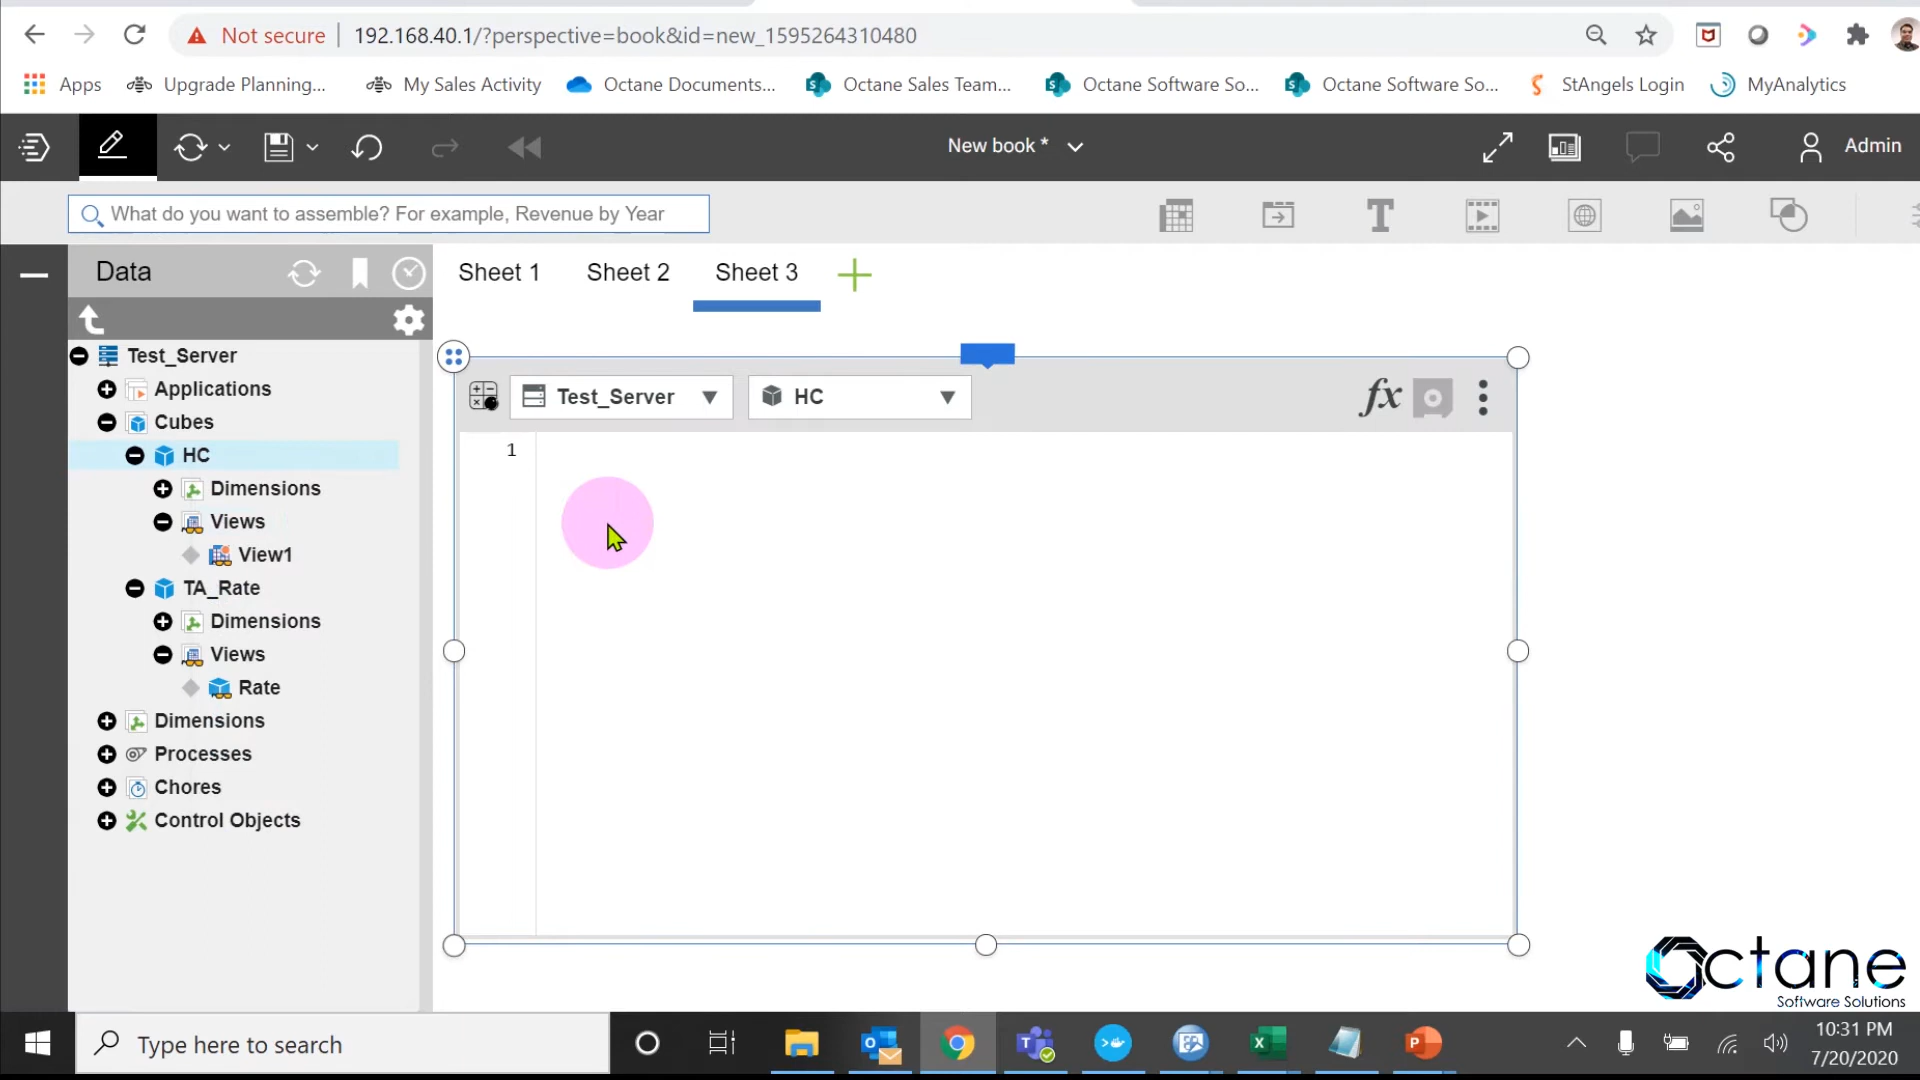 Not secure
192.168.40.1/?perspective=book&id=new_1595264310480
Apps
Upgrade Planning...
My Sales Activity
Octane Documents...
Octane Sales Team...
Octane Software So...
Octane Software So...
StAngels Login
MyAnalytics
New book *
Admin
What do you want to assemble? For example, Revenue by Year
Data
Sheet 1
Sheet 2
Sheet 3
Test_Server
Applications
Cubes
HC
Dimensions
Views
View1
TA_Rate
Dimensions
Views
Rate
Dimensions
Processes
Chores
Control Objects
Test_Server
HC
fx
1
Octane
Software Solutions
Type here to search
10:31 PM
7/20/2020